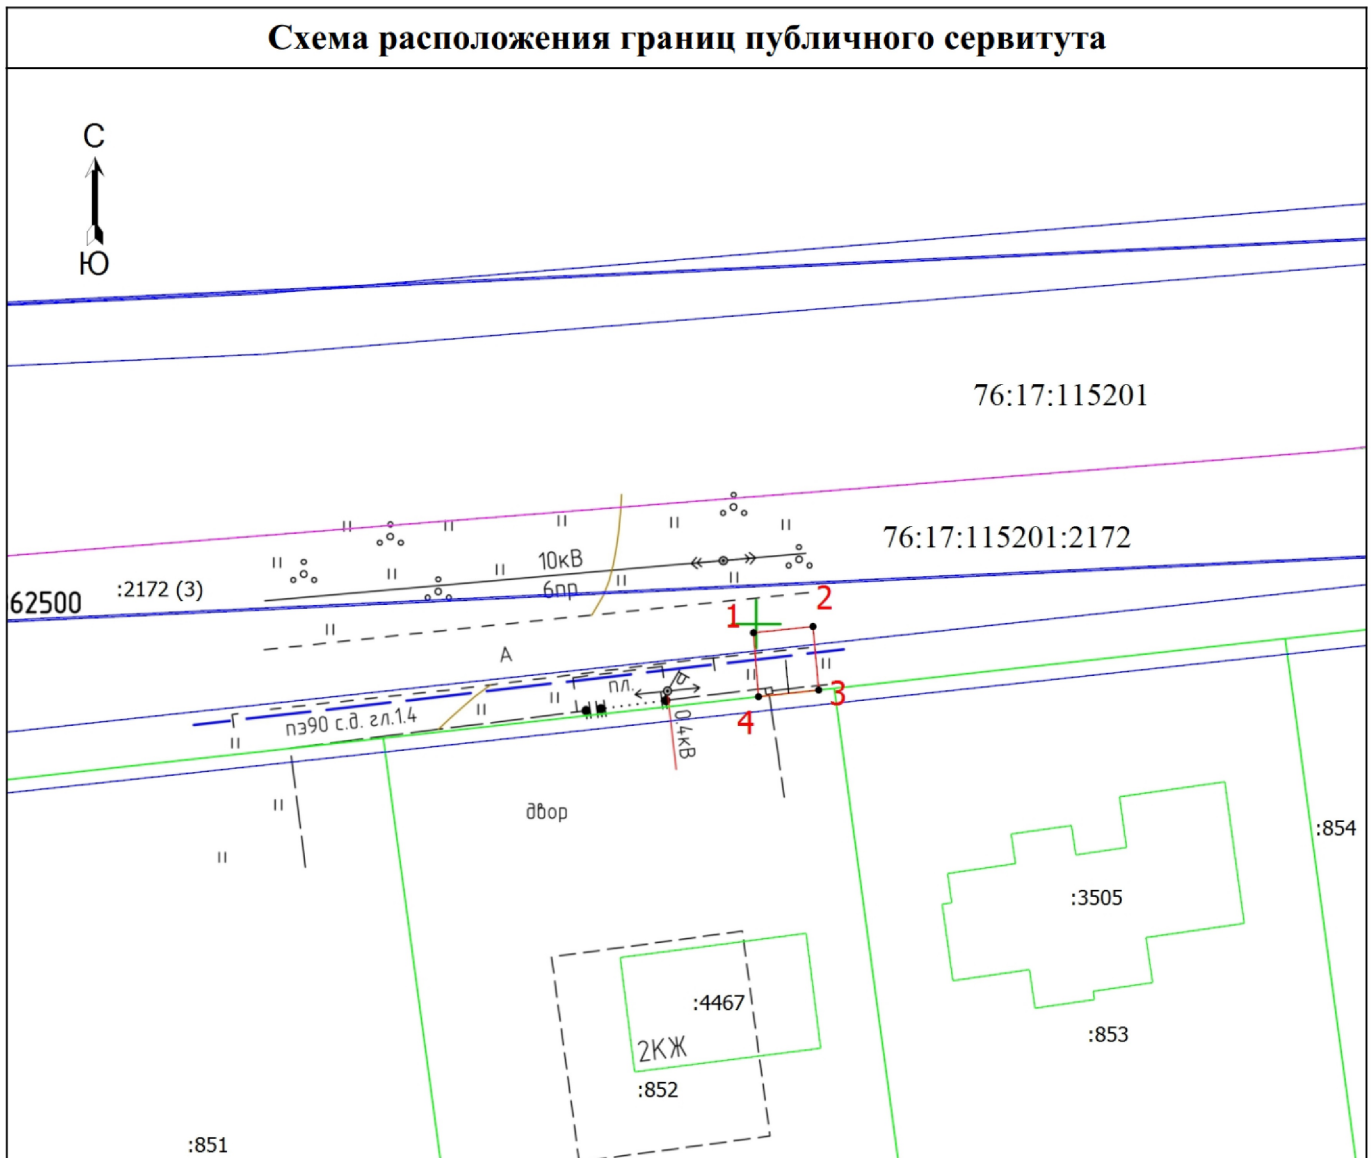 Схема расположения границ публичного сервитута
С
Ю
76:17:115201
76:17:115201:2172
10кВ
6пр
:2172 (3)
62500
1
2
А
пл.
3
4
пэ90 с.д. гл.1.4
0.4кВ
двор
:854
:3505
:4467
:853
2КЖ
:852
:851